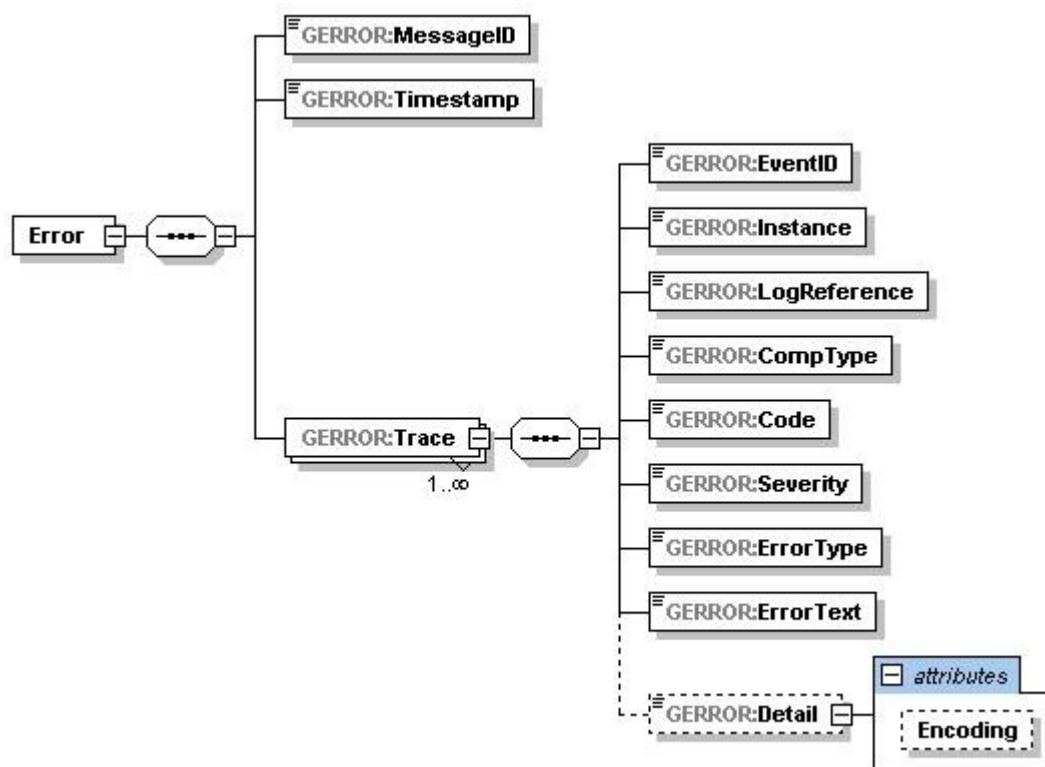 GERROR:MessageID
GERROR:Timestamp
GERROR:EventID
GERROR:Instance
Error
GERROR:LogReference
GERROR:CompType
GERROR:Code
GERROR:Trace
1..∞
GERROR:Severity
GERROR:ErrorType
GERROR:ErrorText
attributes
GERROR:Detail
Encoding